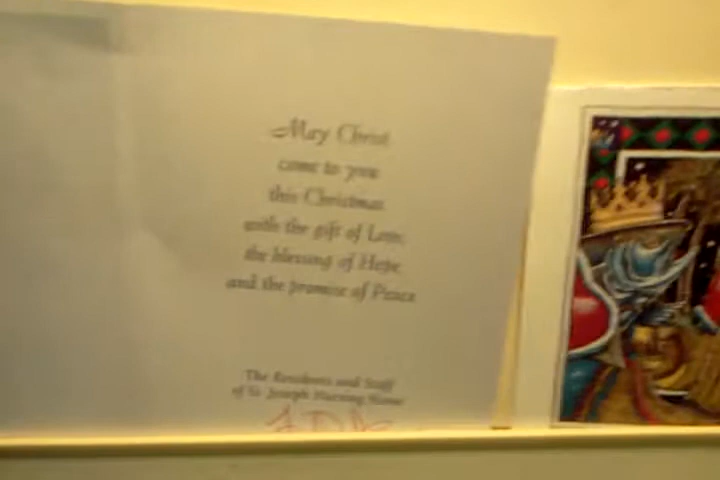 May Christ
come to you
this Christmas
with the gift of Love,
the blessing of Hope
and the promise of Peace
The Residents and Staff
of St. Joseph Nursing Home